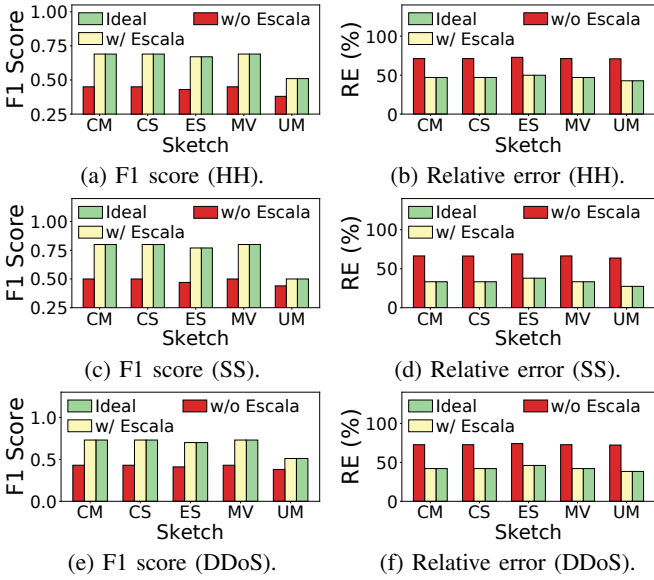 F1 Score
1.00
0.75
0.50
0.25
Ideal
w/o Escala
w/ Escala
CM CS ES MV UM
Sketch
(a) F1 score (HH).
RE (%)
100
50
0
Ideal
w/o Escala
w/ Escala
CM CS ES MV UM
Sketch
(b) Relative error (HH).
F1 Score
1.00
0.75
0.50
0.25
Ideal
w/o Escala
w/ Escala
CM CS ES MV UM
Sketch
(c) F1 score (SS).
RE (%)
100
50
0
Ideal
w/o Escala
w/ Escala
CM CS ES MV UM
Sketch
(d) Relative error (SS).
F1 Score
1.0
0.5
0.0
Ideal
w/o Escala
w/ Escala
CM CS ES MV UM
Sketch
(e) F1 score (DDoS).
RE (%)
100
50
0
Ideal
w/o Escala
w/ Escala
CM CS ES MV UM
Sketch
(f) Relative error (DDoS).